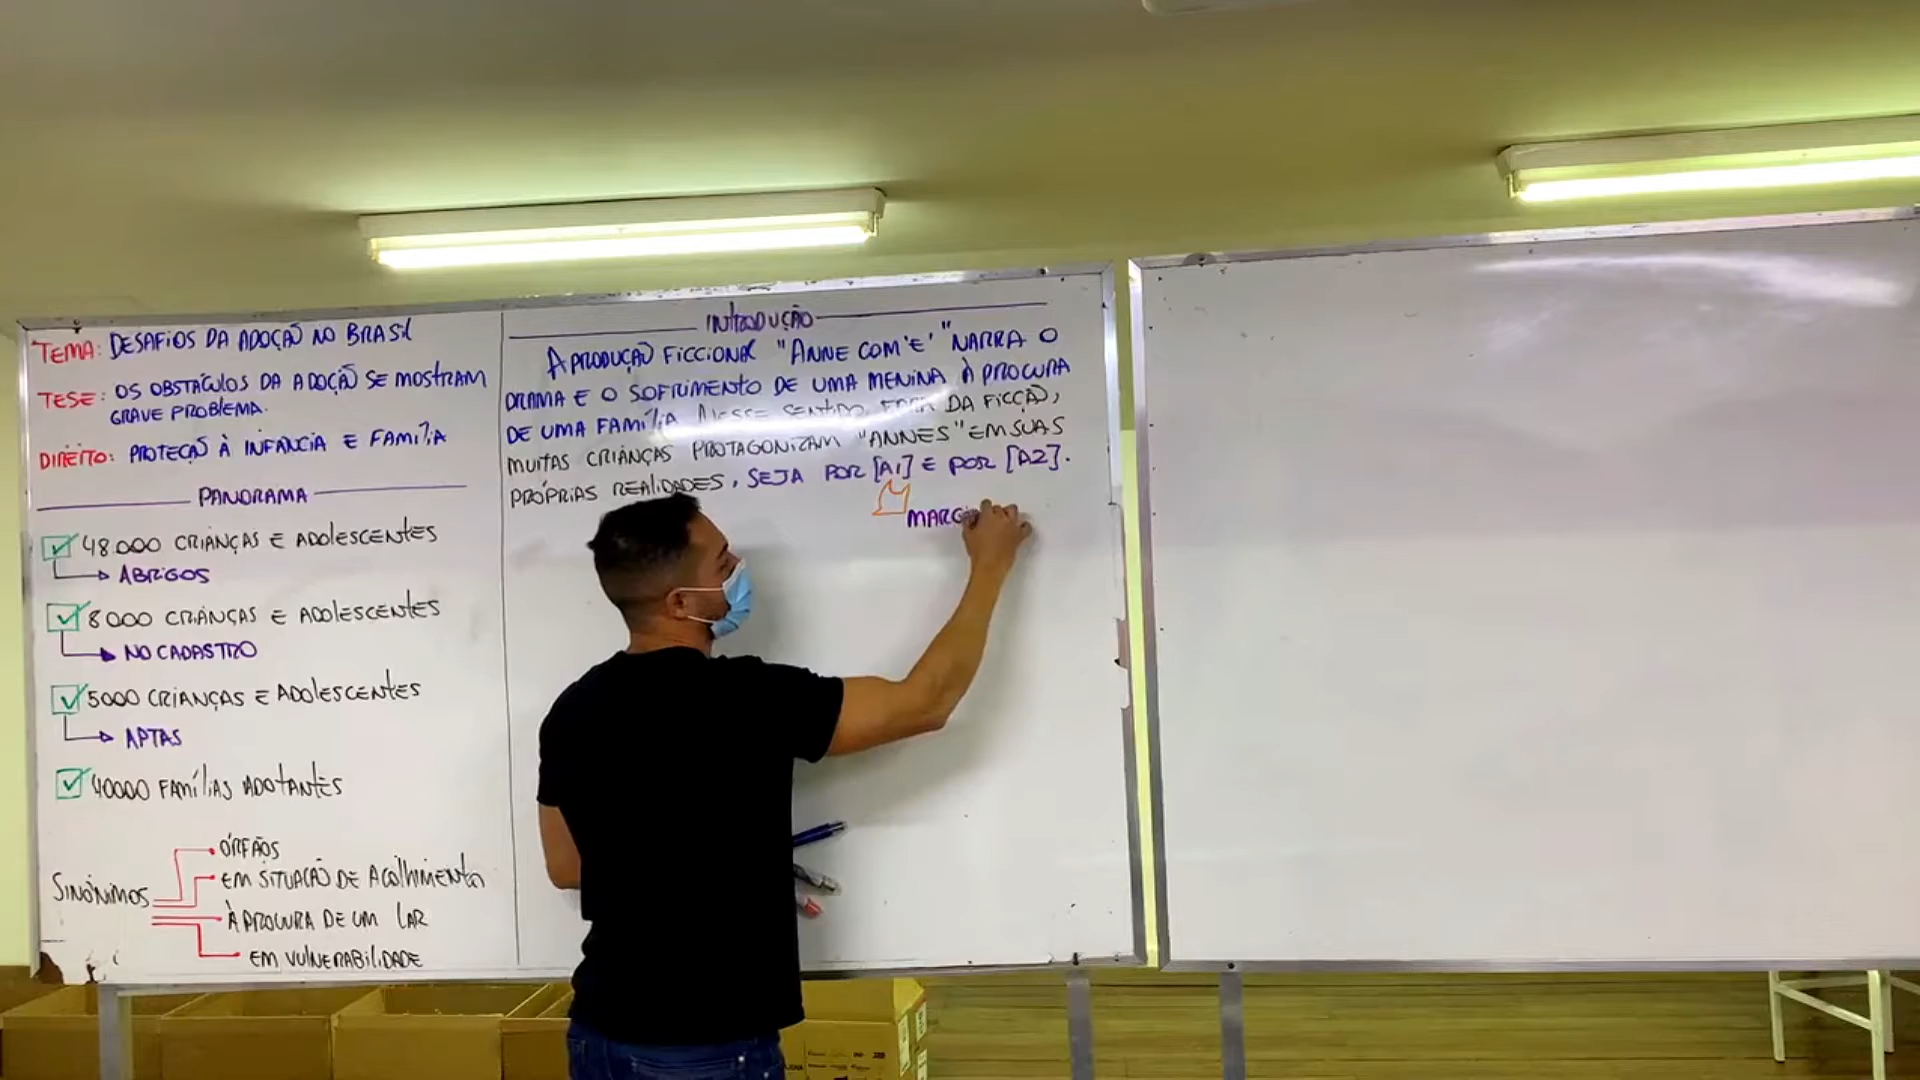 TEMA: DESAFIOS DA ADOÇÃO NO BRASIL
TESE: OS OBSTÁCULOS DA ADOÇÃO SE MOSTRAM
GRAVE PROBLEMA.
DIREITO: PROTEÇÃO À INFÂNCIA E FAMÍLIA
PANORAMA
48.000 CRIANÇAS E ADOLESCENTES
ABRIGOS
8000 CRIANÇAS E ADOLESCENTES
NO CADASTRO
5000 CRIANÇAS E ADOLESCENTES
APTAS
40000 FAMÍLIAS ADOTANTES
SINÔNIMOS
ÓRFÃOS
EM SITUAÇÃO DE ACOLHIMENTO
À PROCURA DE UM LAR
EM VULNERABILIDADE
INTRODUÇÃO
A PRODUÇÃO FICCIONAL "ANNE COM 'E'" NARRA O
DRAMA E O SOFRIMENTO DE UMA MENINA À PROCURA
DE UMA FAMÍLIA. NESSE SENTIDO, FORA DA FICÇÃO,
MUITAS CRIANÇAS PROTAGONIZAM "ANNES" EM SUAS
PRÓPRIAS REALIDADES, SEJA POR [A1] E POR [A2].
MARG